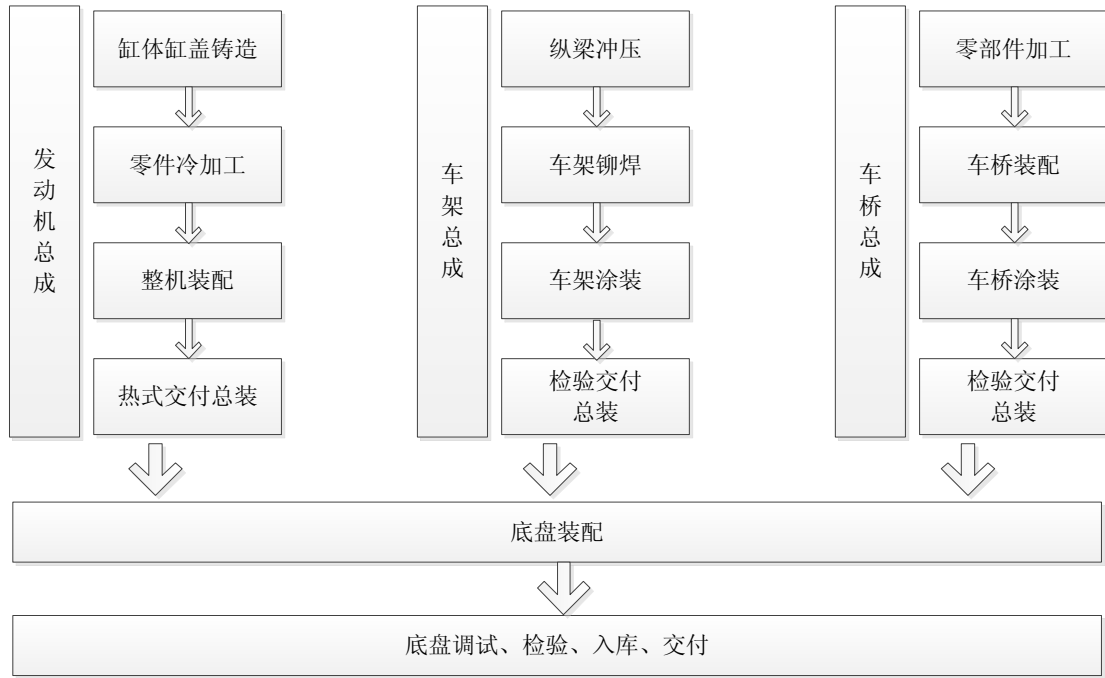 发动机总成
缸体缸盖铸造
零件冷加工
整机装配
热式交付总装
车架总成
纵梁冲压
车架铆焊
车架涂装
检验交付
总装
车桥总成
零部件加工
车桥装配
车桥涂装
检验交付
总装
底盘装配
底盘调试、检验、入库、交付